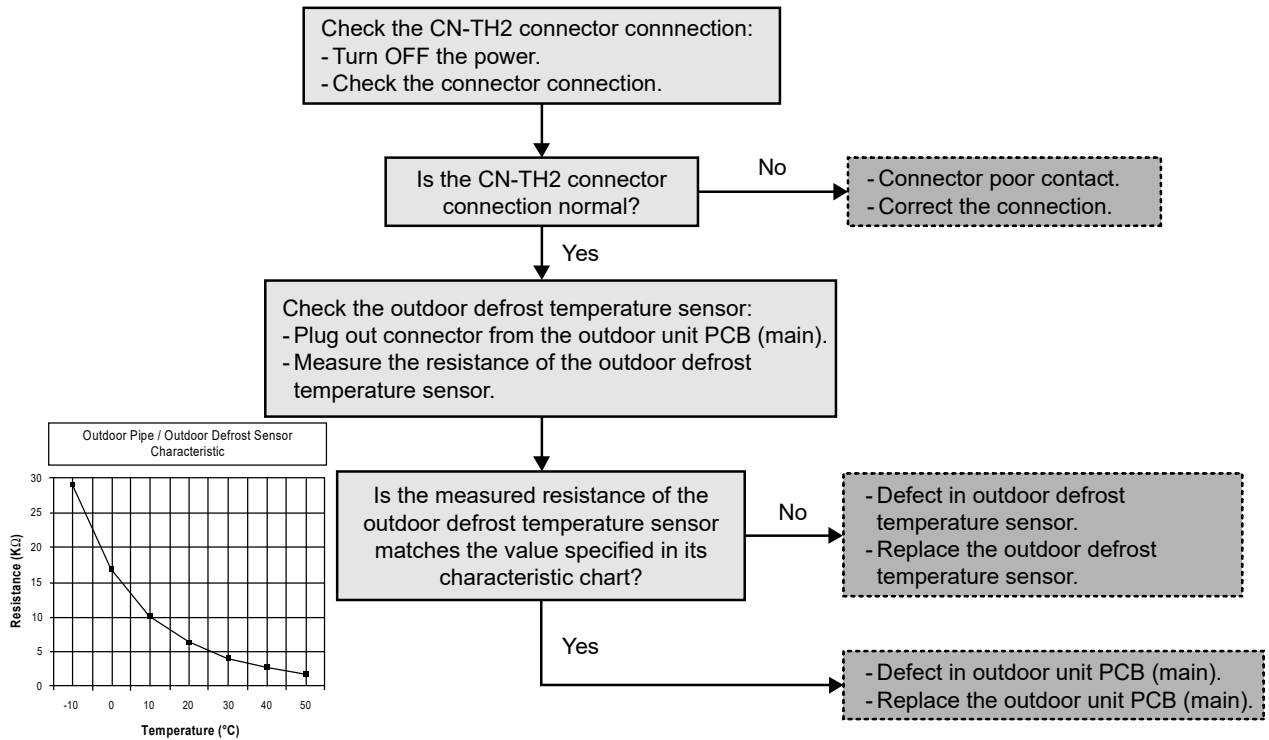 Check the CN-TH2 connector connnection:
- Turn OFF the power.
- Check the connector connection.
Is the CN-TH2 connector
connection normal?
No
- Connector poor contact.
- Correct the connection.
Yes
Check the outdoor defrost temperature sensor:
- Plug out connector from the outdoor unit PCB (main).
- Measure the resistance of the outdoor defrost
temperature sensor.
Outdoor Pipe / Outdoor Defrost Sensor
Characteristic
Resistance (KΩ)
30
25
20
15
10
5
0
-10 0 10 20 30 40 50
Temperature (°C)
Is the measured resistance of the
outdoor defrost temperature sensor
matches the value specified in its
characteristic chart?
No
- Defect in outdoor defrost
temperature sensor.
- Replace the outdoor defrost
temperature sensor.
Yes
- Defect in outdoor unit PCB (main).
- Replace the outdoor unit PCB (main).